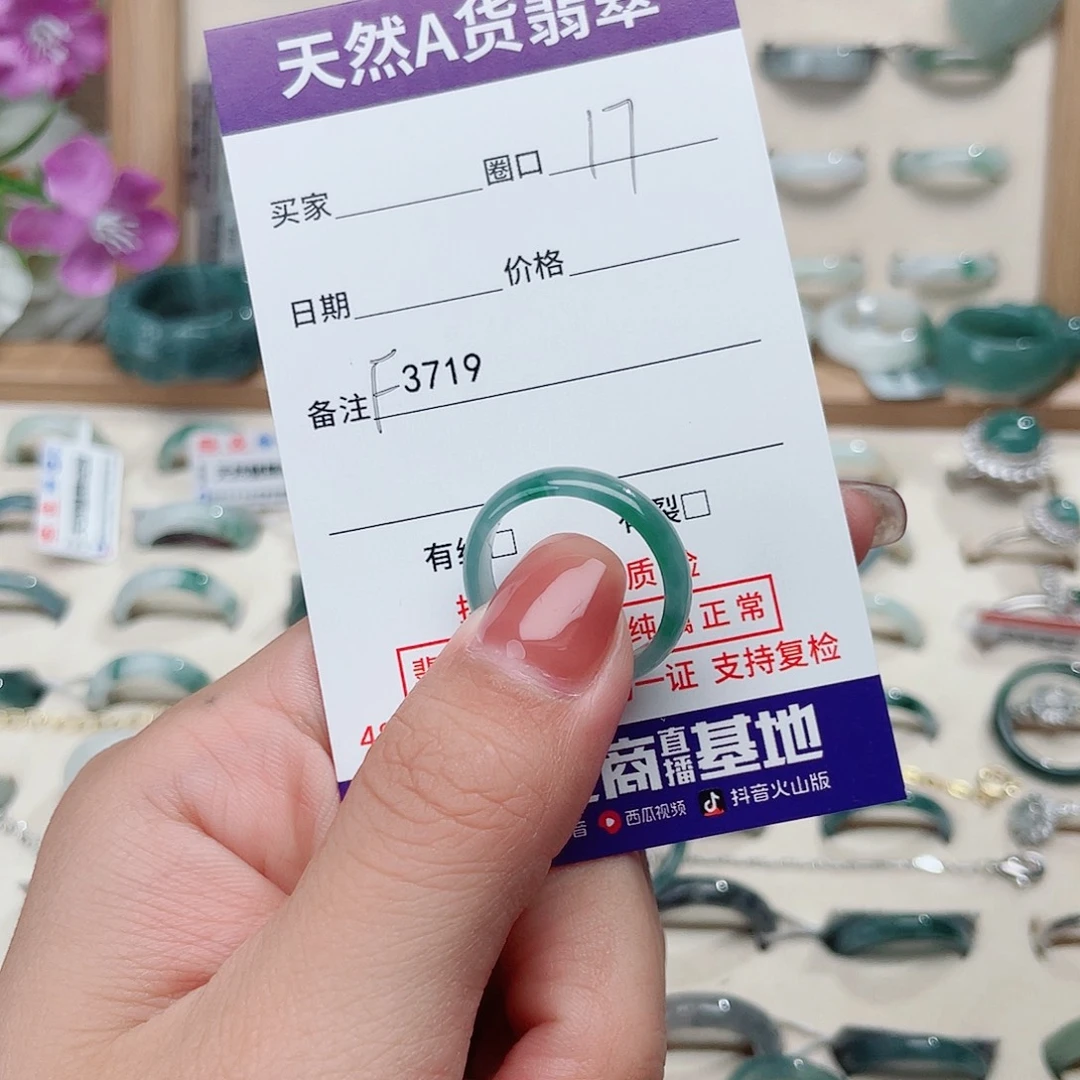 天然A货翡翠
买家 圈口 17
日期 价格
备注 F3719
有 裂
质
正常
一证 支持复检
商直播基地
西瓜视频 抖音火山版